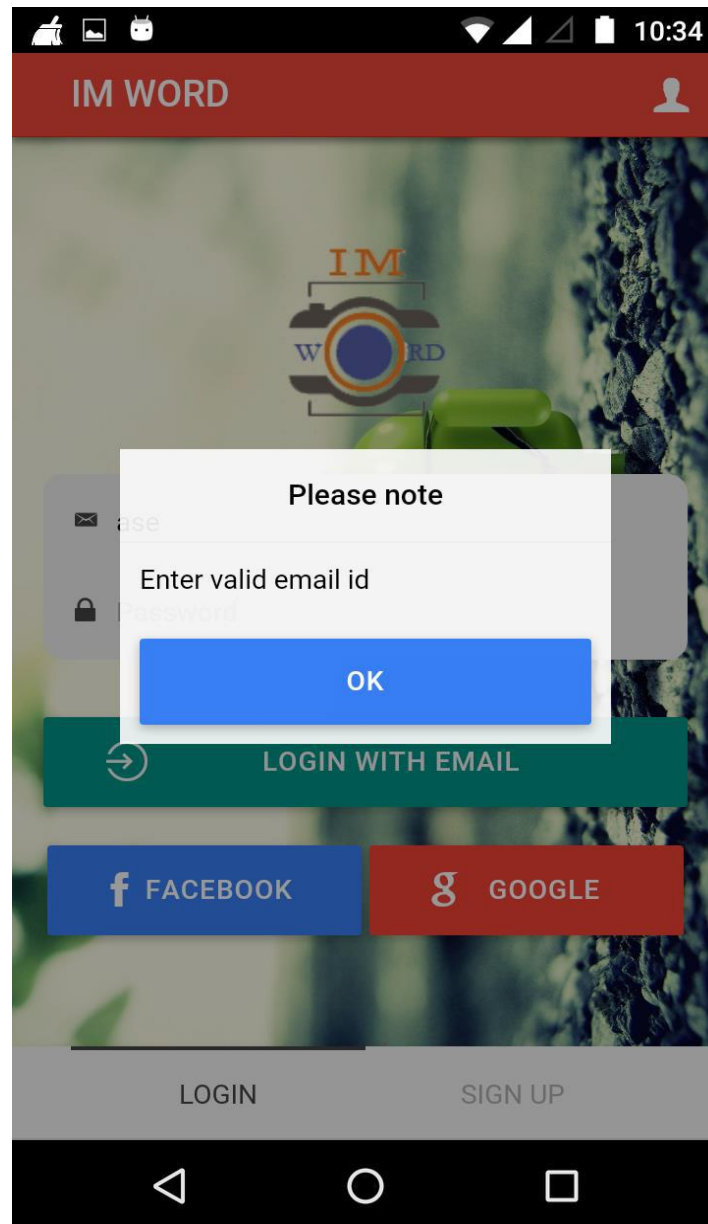 10:34
IM WORD
IM
W RD
Please note
ase
Enter valid email id
Password
OK
LOGIN WITH EMAIL
f FACEBOOK
g GOOGLE
LOGIN SIGN UP